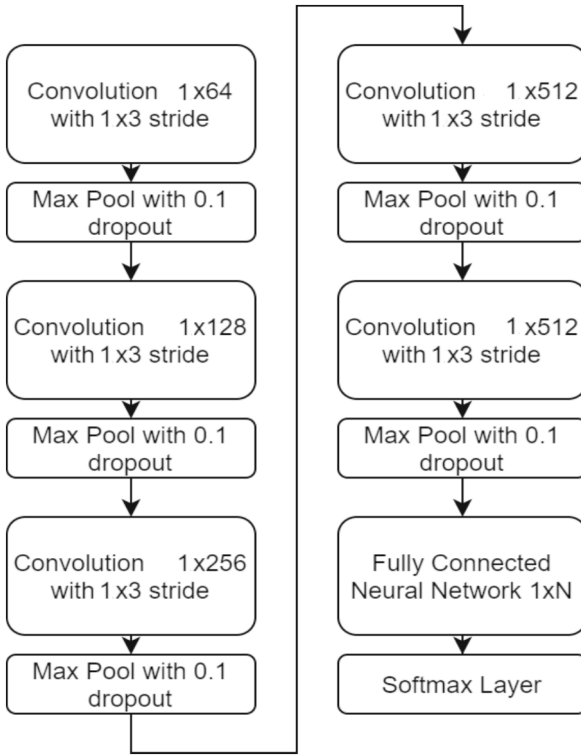 Convolution 1x64
with 1x3 stride
Max Pool with 0.1
dropout
Convolution 1x128
with 1x3 stride
Max Pool with 0.1
dropout
Convolution 1x256
with 1x3 stride
Max Pool with 0.1
dropout
Convolution 1x512
with 1x3 stride
Max Pool with 0.1
dropout
Convolution 1x512
with 1x3 stride
Max Pool with 0.1
dropout
Fully Connected
Neural Network 1xN
Softmax Layer